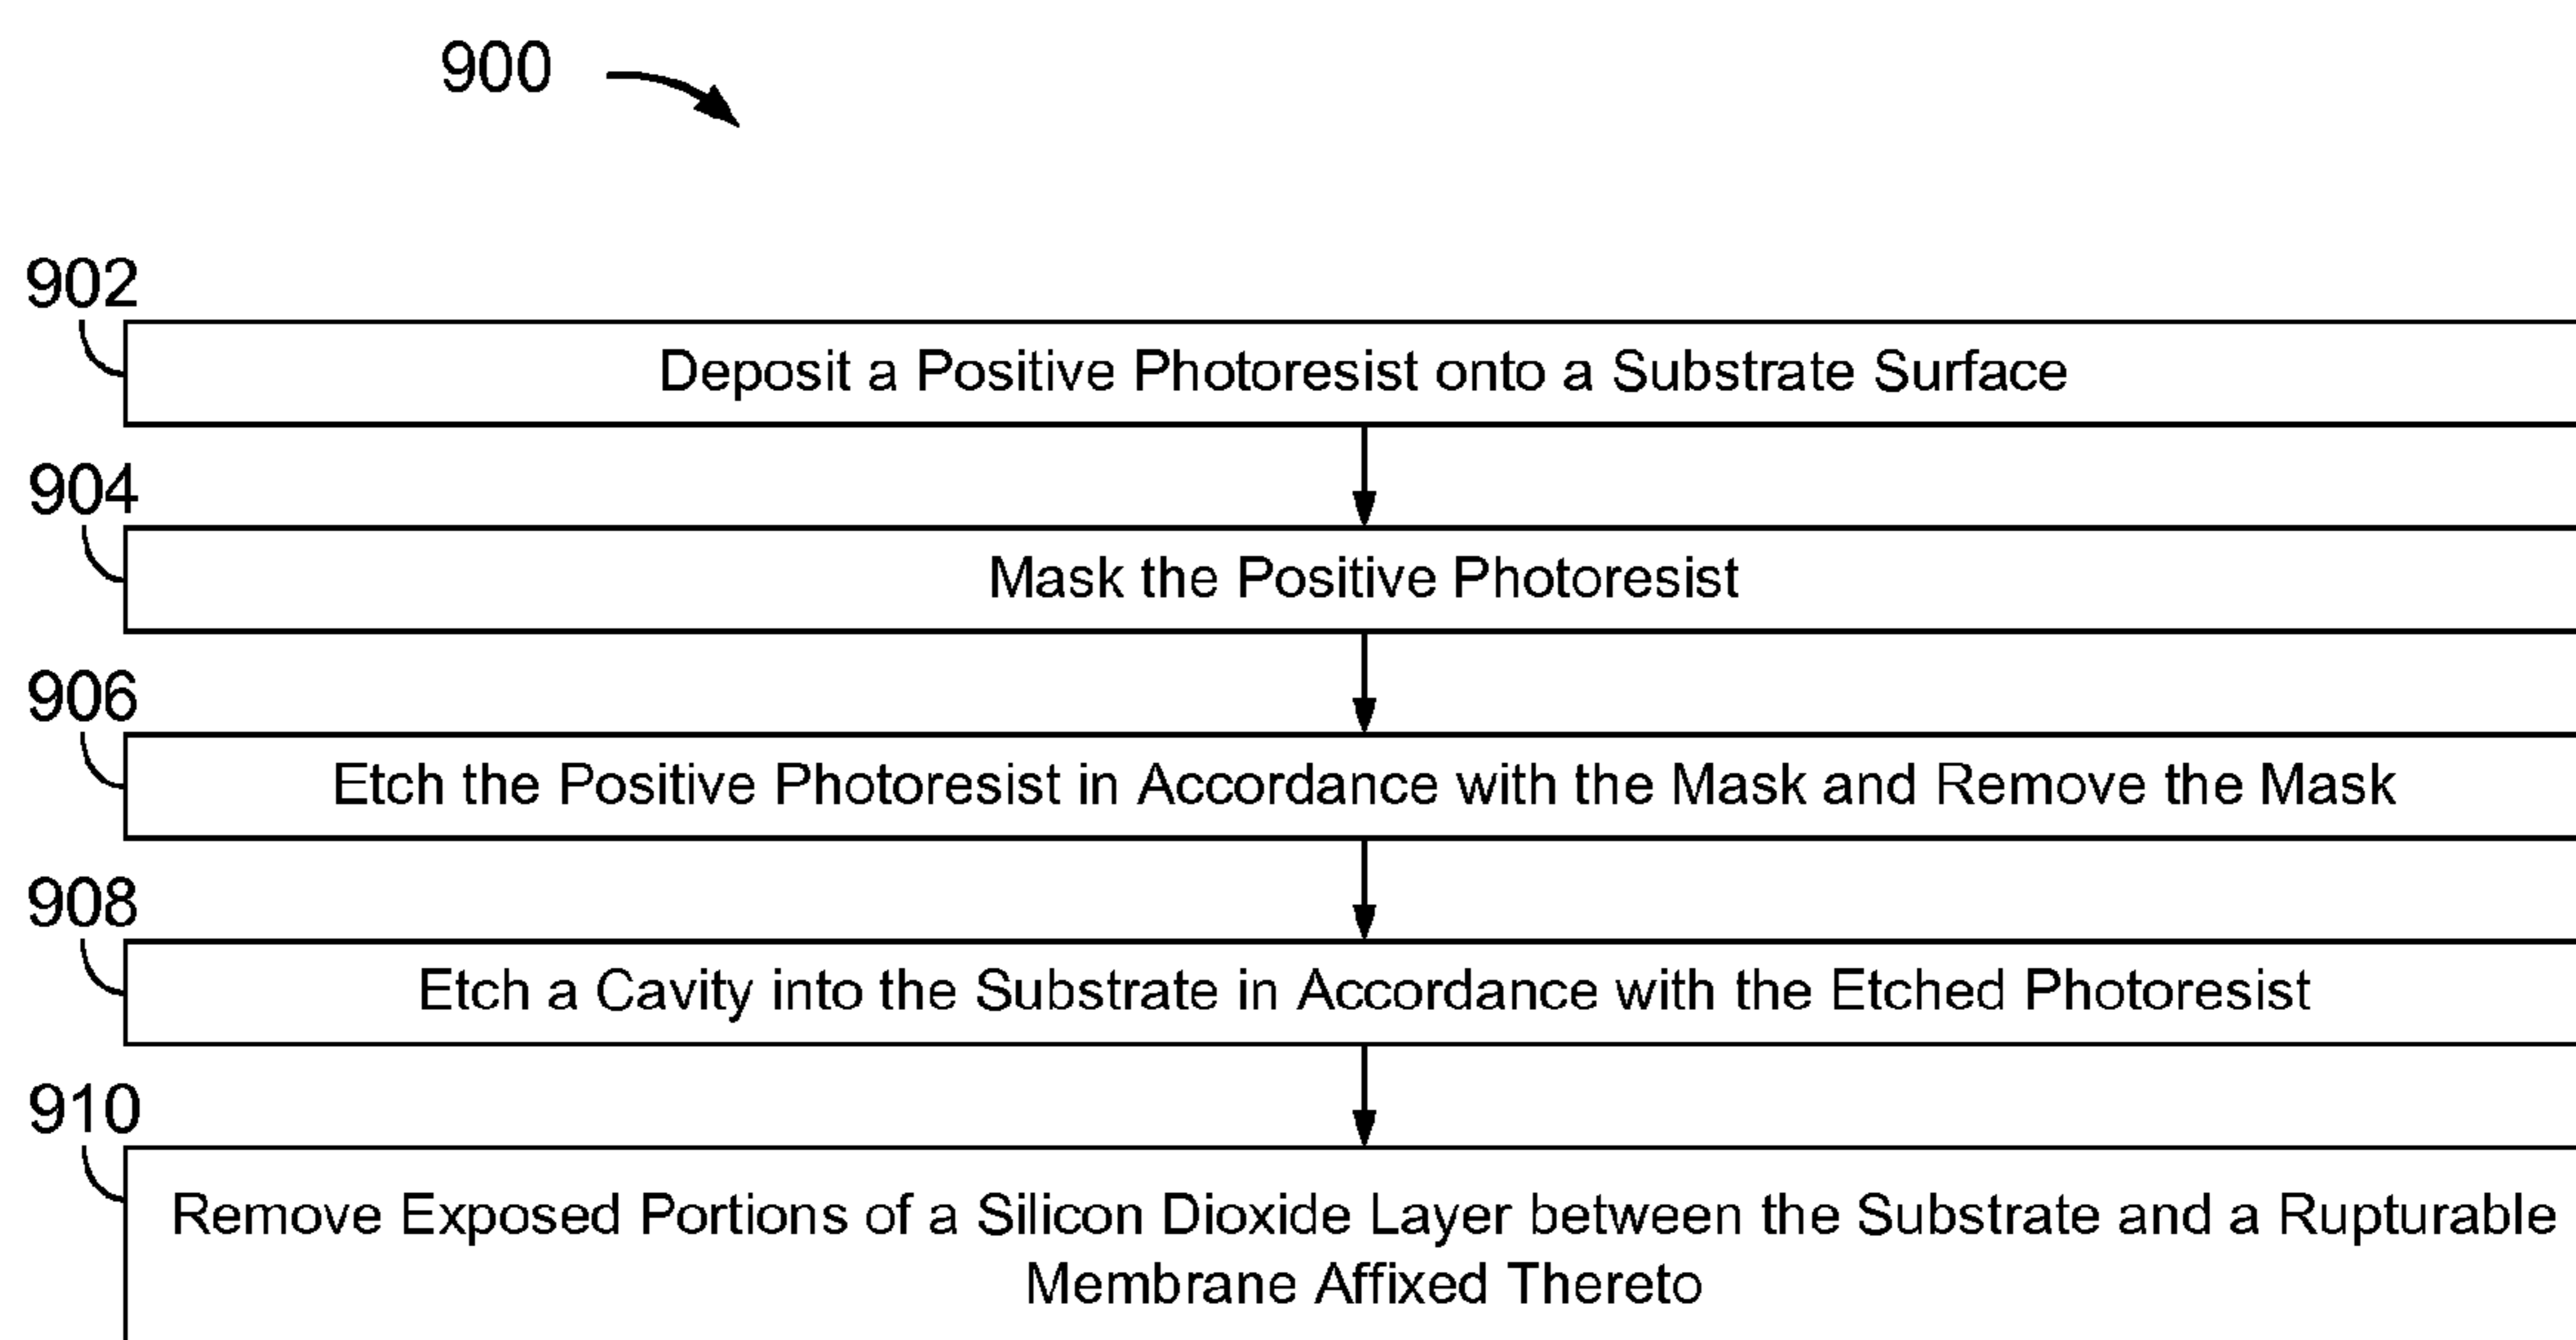 900
902
Deposit a Positive Photoresist onto a Substrate Surface
904
Mask the Positive Photoresist
906
Etch the Positive Photoresist in Accordance with the Mask and Remove the Mask
908
Etch a Cavity into the Substrate in Accordance with the Etched Photoresist
910
Remove Exposed Portions of a Silicon Dioxide Layer between the Substrate and a Rupturable
Membrane Affixed Thereto